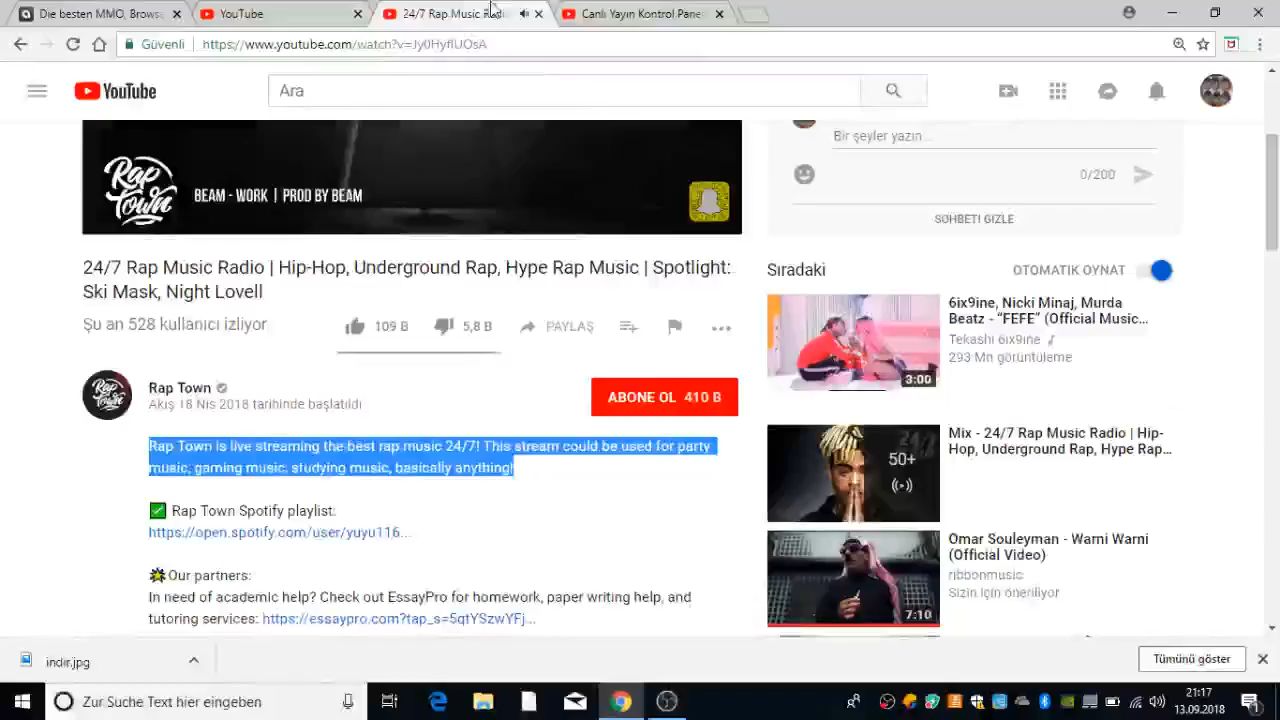 Die besten MMO, Browse
YouTube
24/7 Rap Music Radio
Canlı Yayın Kontrol Pane
Güvenli
https://www.youtube.com/watch?v=Jy0HyflUOsA
YouTube
Ara
Rap Town
BEAM - WORK | PROD BY BEAM
Bir şeyler yazın...
0/200
SOHBETİ GİZLE
24/7 Rap Music Radio | Hip-Hop, Underground Rap, Hype Rap Music | Spotlight:
Ski Mask, Night Lovell
Şu an 528 kullanıcı izliyor
109 B
5,8 B
PAYLAŞ
Rap Town
Akış 18 Nis 2018 tarihinde başlatıldı
ABONE OL 410 B
Rap Town is live streaming the best rap music 24/7! This stream could be used for party
music, gaming music, studying music, basically anything!
Rap Town Spotify playlist:
https://open.spotify.com/user/yuyu116...
Our partners:
In need of academic help? Check out EssayPro for homework, paper writing help, and
tutoring services: https://essaypro.com?tap_s=5qtYSzwYFj...
Sıradaki
OTOMATİK OYNAT
6ix9ine, Nicki Minaj, Murda
Beatz - “FEFE” (Official Music...
Tekashi 6ix9ine
293 Mn görüntüleme
3:00
Mix - 24/7 Rap Music Radio | Hip-
Hop, Underground Rap, Hype Rap...
24/7
50+
Omar Souleyman - Warni Warni
(Official Video)
ribbonmusic
Sizin için öneriliyor
7:10
indir.jpg
Tümünü göster
Zur Suche Text hier eingeben
21:17
13.09.2018